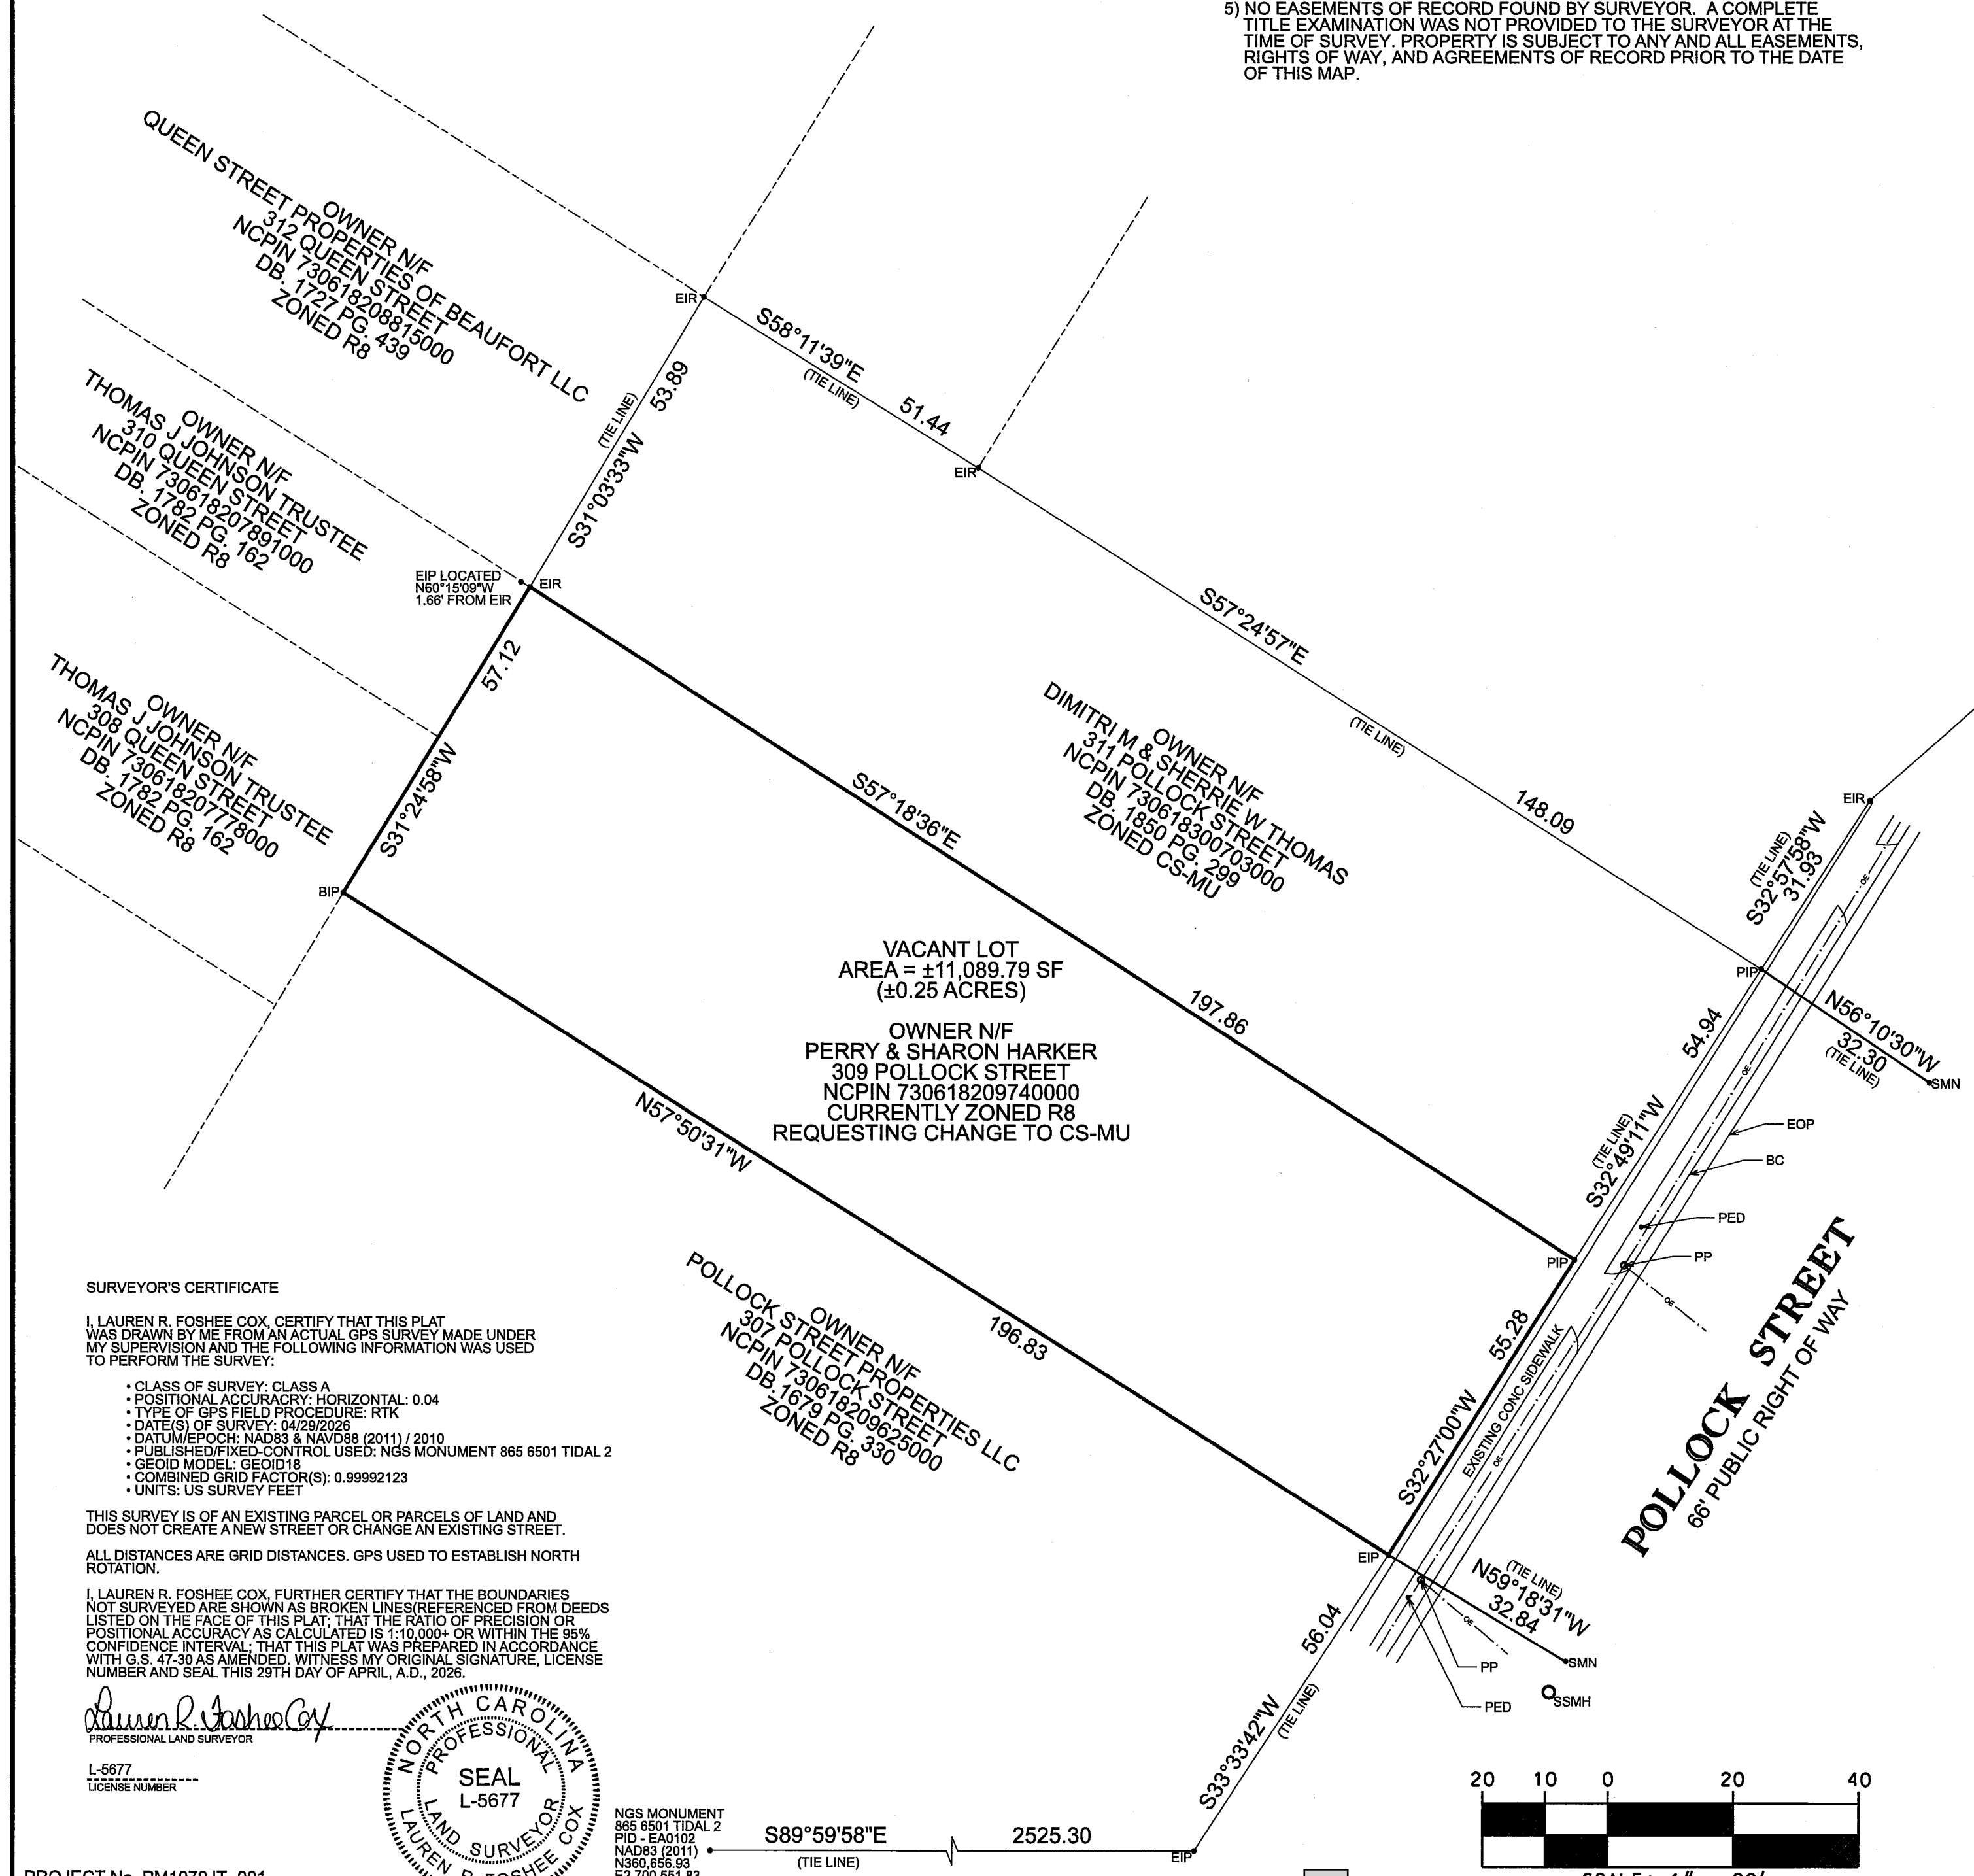 5) NO EASEMENTS OF RECORD FOUND BY SURVEYOR. A COMPLETE
TITLE EXAMINATION WAS NOT PROVIDED TO THE SURVEYOR AT THE
TIME OF SURVEY. PROPERTY IS SUBJECT TO ANY AND ALL EASEMENTS,
RIGHTS OF WAY, AND AGREEMENTS OF RECORD PRIOR TO THE DATE
OF THIS MAP.
OWNER N/F
QUEEN STREET PROPERTIES OF BEAUFORT LLC
312 QUEEN STREET
NCPIN 730618208815000
DB. 1727 PG. 439
ZONED R8
EIR
S58°11'39"E
(TIE LINE)
51.44
EIR
53.89
(TIE LINE)
S31°03'33"W
OWNER N/F
THOMAS J JOHNSON TRUSTEE
310 QUEEN STREET
NCPIN 730618207891000
DB. 1782 PG. 162
ZONED R8
EIP LOCATED
N60°15'09"W
1.66' FROM EIR
EIR
S57°24'57"E
(TIE LINE)
148.09
57.12
S31°24'58"W
OWNER N/F
THOMAS J JOHNSON TRUSTEE
308 QUEEN STREET
NCPIN 730618207778000
DB. 1782 PG. 162
ZONED R8
BIP
S57°18'36"E
197.86
OWNER N/F
DIMITRI M & SHERRIE W THOMAS
311 POLLOCK STREET
NCPIN 730618300703000
DB. 1850 PG. 299
ZONED CS-MU
EIR
(TIE LINE)
S32°57'58"W
31.93
OE
PIP
N56°10'30"W
32.30
(TIE LINE)
SMN
VACANT LOT
AREA = ±11,089.79 SF
(±0.25 ACRES)
OWNER N/F
PERRY & SHARON HARKER
309 POLLOCK STREET
NCPIN 730618209740000
CURRENTLY ZONED R8
REQUESTING CHANGE TO CS-MU
54.94
(TIE LINE)
S32°49'11"W
OE
EOP
BC
PED
PP
OE
PIP
N57°50'31"W
196.83
55.28
S32°27'00"W
EXISTING CONC SIDEWALK
OE
POLLOCK STREET
66' PUBLIC RIGHT OF WAY
OWNER N/F
POLLOCK STREET PROPERTIES LLC
307 POLLOCK STREET
NCPIN 730618209625000
DB.1679 PG. 330
ZONED R8
EIP
(TIE LINE)
N59°18'31"W
32.84
OE
SMN
PP
PED
SSMH
56.04
S33°33'42"W
(TIE LINE)
SURVEYOR'S CERTIFICATE
I, LAUREN R. FOSHEE COX, CERTIFY THAT THIS PLAT
WAS DRAWN BY ME FROM AN ACTUAL GPS SURVEY MADE UNDER
MY SUPERVISION AND THE FOLLOWING INFORMATION WAS USED
TO PERFORM THE SURVEY:
• CLASS OF SURVEY: CLASS A
• POSITIONAL ACCURACRY: HORIZONTAL: 0.04
• TYPE OF GPS FIELD PROCEDURE: RTK
• DATE(S) OF SURVEY: 04/29/2026
• DATUM/EPOCH: NAD83 & NAVD88 (2011) / 2010
• PUBLISHED/FIXED-CONTROL USED: NGS MONUMENT 865 6501 TIDAL 2
• GEOID MODEL: GEOID18
• COMBINED GRID FACTOR(S): 0.99992123
• UNITS: US SURVEY FEET
THIS SURVEY IS OF AN EXISTING PARCEL OR PARCELS OF LAND AND
DOES NOT CREATE A NEW STREET OR CHANGE AN EXISTING STREET.
ALL DISTANCES ARE GRID DISTANCES. GPS USED TO ESTABLISH NORTH
ROTATION.
I, LAUREN R. FOSHEE COX, FURTHER CERTIFY THAT THE BOUNDARIES
NOT SURVEYED ARE SHOWN AS BROKEN LINES(REFERENCED FROM DEEDS
LISTED ON THE FACE OF THIS PLAT; THAT THE RATIO OF PRECISION OR
POSITIONAL ACCURACY AS CALCULATED IS 1:10,000+ OR WITHIN THE 95%
CONFIDENCE INTERVAL; THAT THIS PLAT WAS PREPARED IN ACCORDANCE
WITH G.S. 47-30 AS AMENDED. WITNESS MY ORIGINAL SIGNATURE, LICENSE
NUMBER AND SEAL THIS 29TH DAY OF APRIL, A.D., 2026.
Lauren R. Foshee Cox
PROFESSIONAL LAND SURVEYOR
L-5677
LICENSE NUMBER
NORTH CAROLINA
PROFESSIONAL
SEAL
L-5677
LAND SURVEYOR
LAUREN R FOSHEE COX
NGS MONUMENT
865 6501 TIDAL 2
PID - EA0102
NAD83 (2011)
N360,656.93
S89°59'58"E
(TIE LINE)
2525.30
EIP
20 10 0 20 40